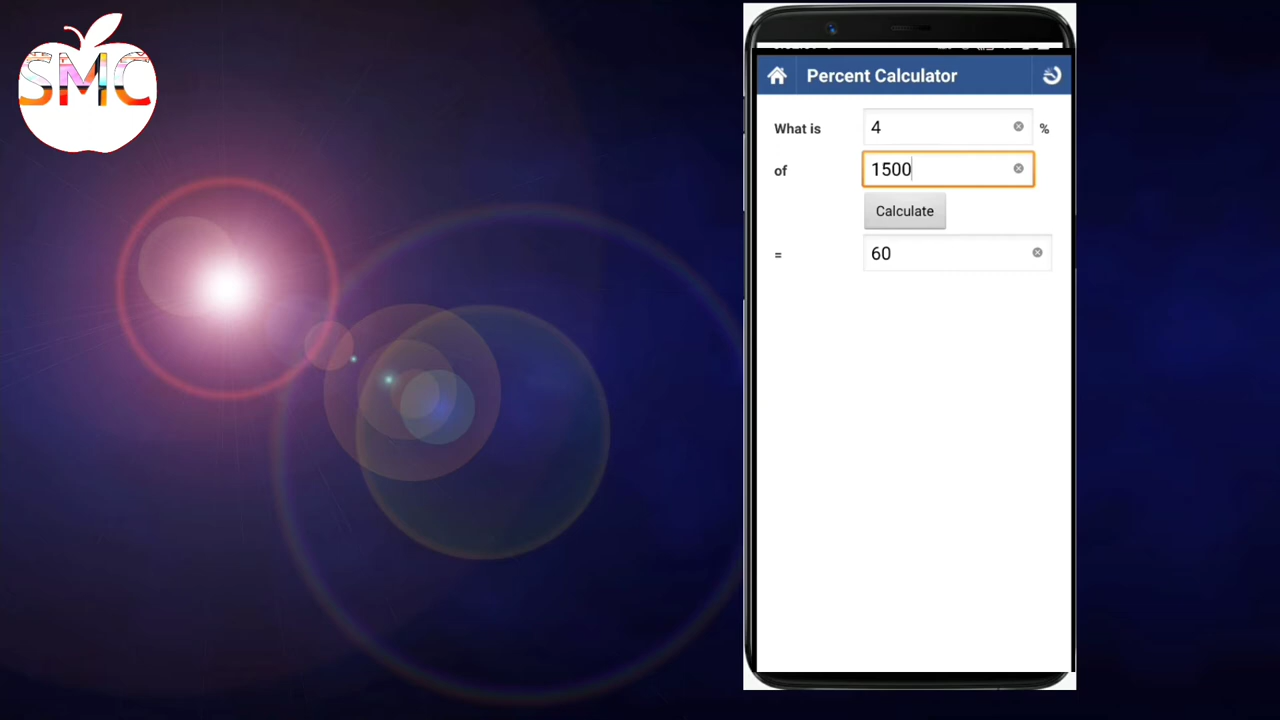 SMC
Percent Calculator
What is 4 %
of 1500
Calculate
= 60